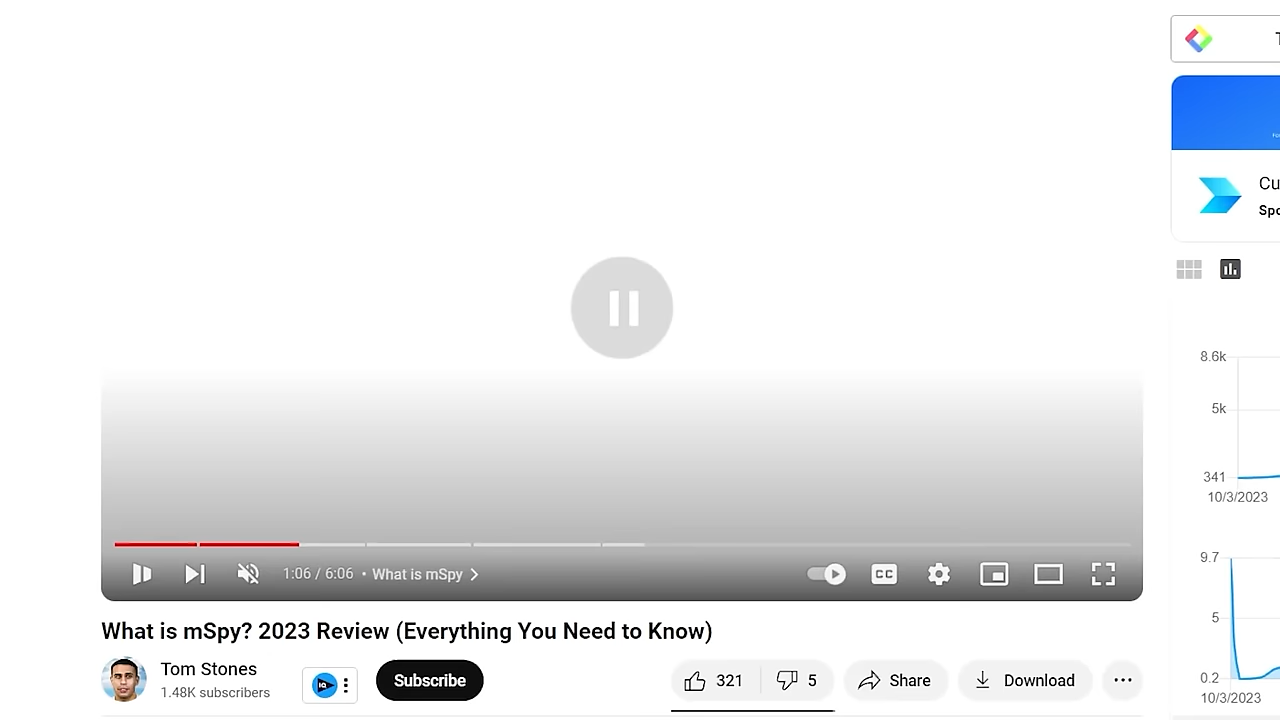 T
Cu
Spo
8.6k
5k
341
10/3/2023
1:06 / 6:06 • What is mSpy
CC
9.7
5
0.2
10/3/2023
What is mSpy? 2023 Review (Everything You Need to Know)
Tom Stones
1.48K subscribers
Subscribe
321
5
Share
Download